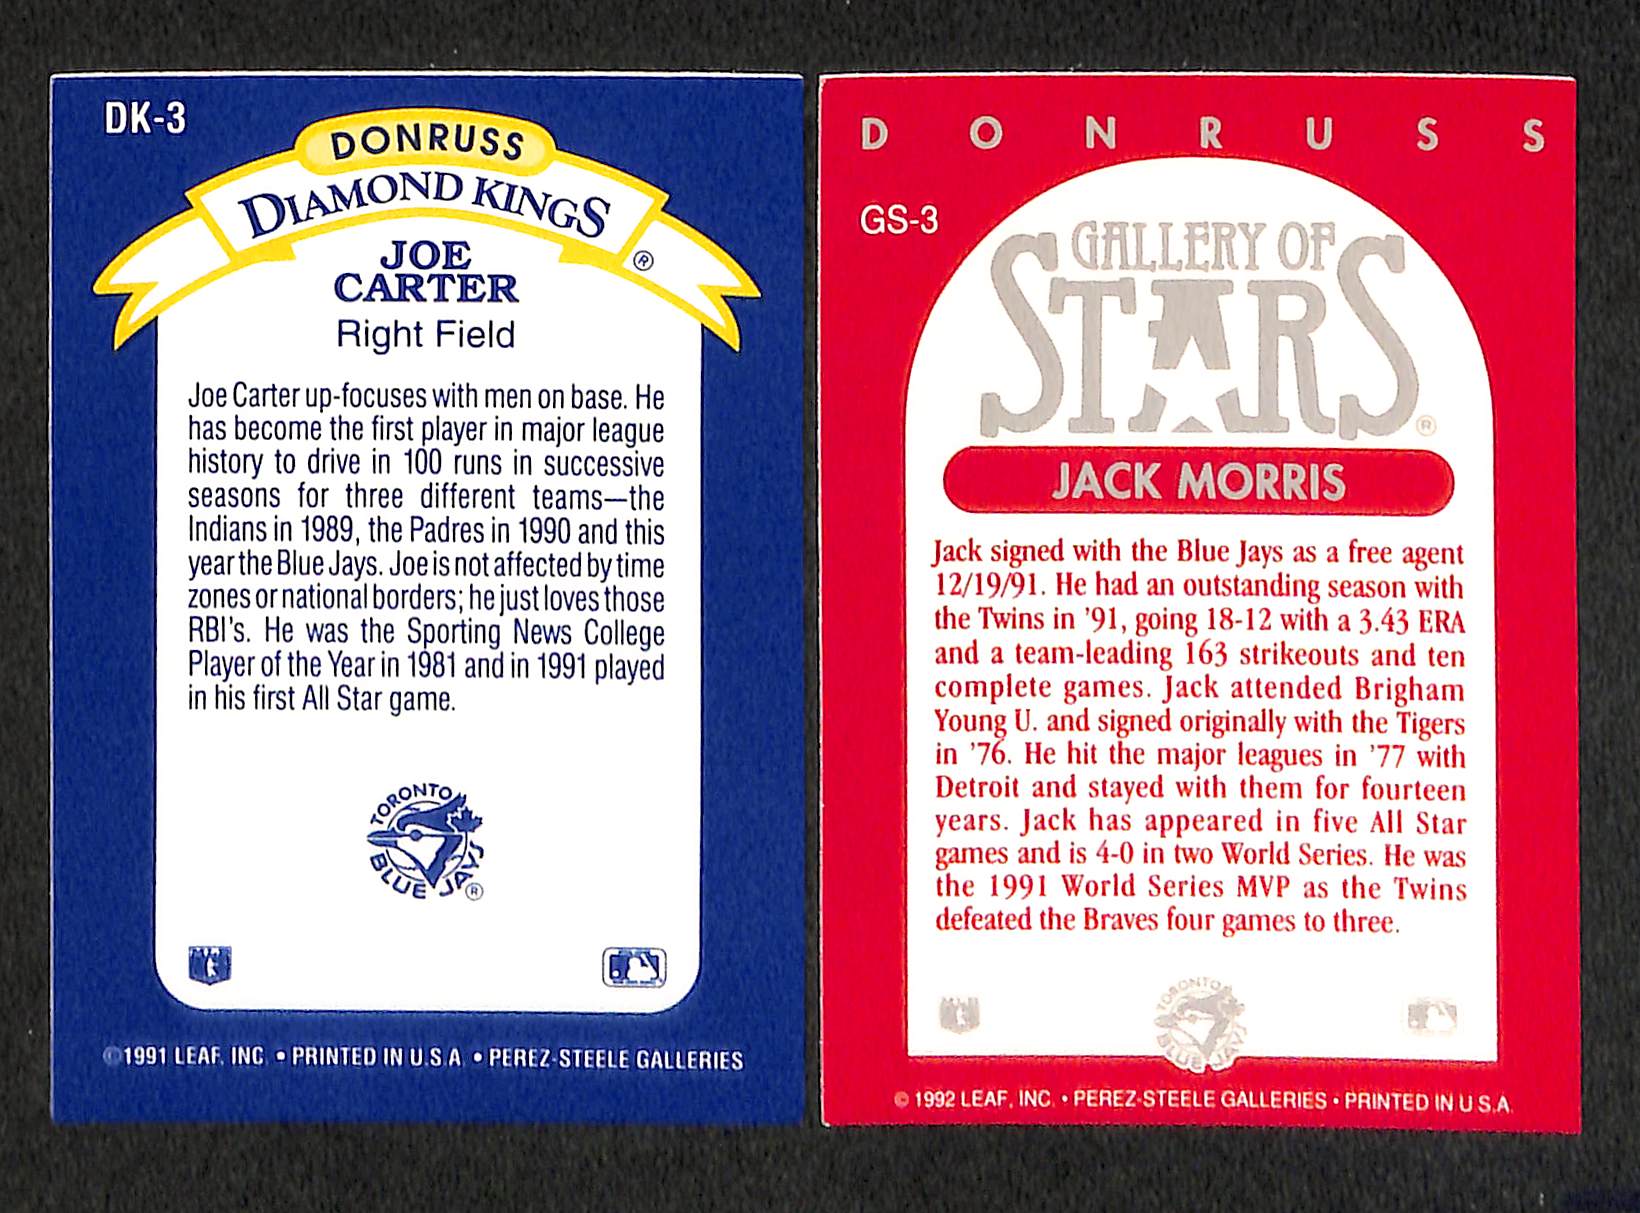 DK-3
DONRUSS
DIAMOND KINGS
®
JOE
CARTER
Right Field
Joe Carter up-focuses with men on base. He
has become the first player in major league
history to drive in 100 runs in successive
seasons for three different teams—the
Indians in 1989, the Padres in 1990 and this
year the Blue Jays. Joe is not affected by time
zones or national borders; he just loves those
RBI's. He was the Sporting News College
Player of the Year in 1981 and in 1991 played
in his first All Star game.
TORONTO
BLUE JAYS
®
©1991 LEAF, INC. • PRINTED IN U.S.A. • PEREZ-STEELE GALLERIES
DONRUSS
GS-3
GALLERY OF
STARS
®
JACK MORRIS
Jack signed with the Blue Jays as a free agent
12/19/91. He had an outstanding season with
the Twins in '91, going 18-12 with a 3.43 ERA
and a team-leading 163 strikeouts and ten
complete games. Jack attended Brigham
Young U. and signed originally with the Tigers
in '76. He hit the major leagues in '77 with
Detroit and stayed with them for fourteen
years. Jack has appeared in five All Star
games and is 4-0 in two World Series. He was
the 1991 World Series MVP as the Twins
defeated the Braves four games to three.
TORONTO
BLUE JAYS
© 1992 LEAF, INC. • PEREZ-STEELE GALLERIES • PRINTED IN U.S.A.